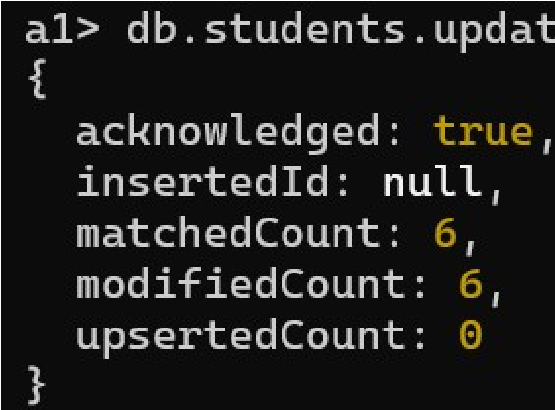 a1> db.students.updat
{
  acknowledged: true,
  insertedId: null,
  matchedCount: 6,
  modifiedCount: 6,
  upsertedCount: 0
}